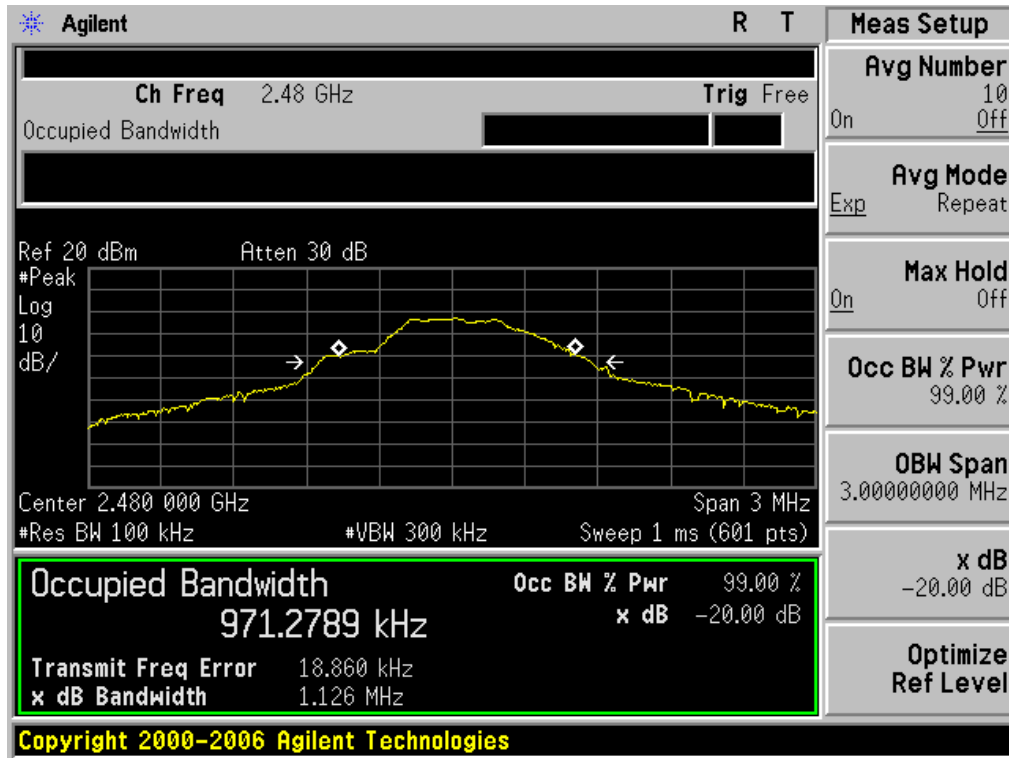 Agilent R T
Meas Setup
Ch Freq 2.48 GHz Trig Free
Occupied Bandwidth
Ref 20 dBm Atten 30 dB
#Peak
Log
10
dB/
Center 2.480 000 GHz Span 3 MHz
#Res BW 100 kHz #VBW 300 kHz Sweep 1 ms (601 pts)
Occupied Bandwidth
971.2789 kHz
Occ BW % Pwr 99.00 %
x dB -20.00 dB
Transmit Freq Error 18.860 kHz
x dB Bandwidth 1.126 MHz
Avg Number
10
On Off
Avg Mode
Exp Repeat
Max Hold
On Off
Occ BW % Pwr
99.00 %
OBW Span
3.00000000 MHz
x dB
-20.00 dB
Optimize
Ref Level
Copyright 2000-2006 Agilent Technologies